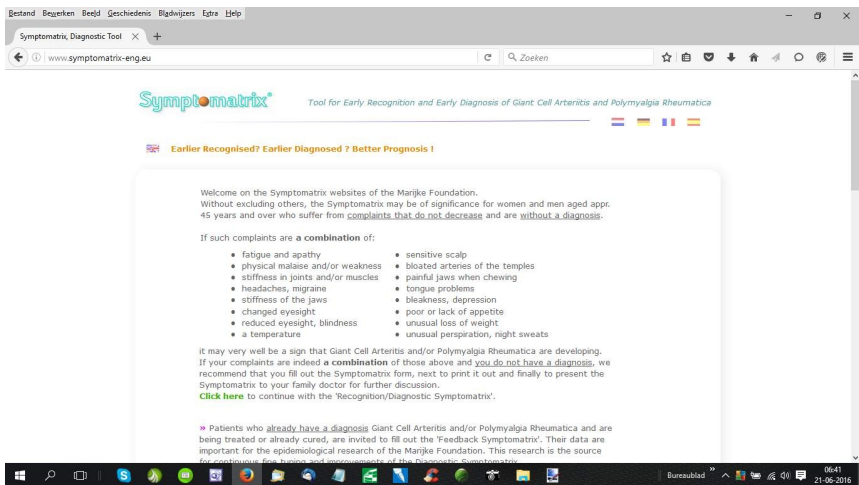 Bestand Bewerken Beeld Geschiedenis Bladwijzers Extra Help
Symptomatrix, Diagnostic Tool
www.symptomatrix-eng.eu
Zoeken
Symptomatrix®
Tool for Early Recognition and Early Diagnosis of Giant Cell Arteriitis and Polymyalgia Rheumatica
Earlier Recognised? Earlier Diagnosed ? Better Prognosis !
Welcome on the Symptomatrix websites of the Marijke Foundation.
Without excluding others, the Symptomatrix may be of significance for women and men aged appr.
45 years and over who suffer from complaints that do not decrease and are without a diagnosis.
If such complaints are a combination of:
• fatigue and apathy
• physical malaise and/or weakness
• stiffness in joints and/or muscles
• headaches, migraine
• stiffness of the jaws
• changed eyesight
• reduced eyesight, blindness
• a temperature
• sensitive scalp
• bloated arteries of the temples
• painful jaws when chewing
• tongue problems
• bleakness, depression
• poor or lack of appetite
• unusual loss of weight
• unusual perspiration, night sweats
it may very well be a sign that Giant Cell Arteritis and/or Polymyalgia Rheumatica are developing.
If your complaints are indeed a combination of those above and you do not have a diagnosis, we
recommend that you fill out the Symptomatrix form, next to print it out and finally to present the
Symptomatrix to your family doctor for further discussion.
Click here to continue with the 'Recognition/Diagnostic Symptomatrix'.
» Patients who already have a diagnosis Giant Cell Arteritis and/or Polymyalgia Rheumatica and are
being treated or already cured, are invited to fill out the 'Feedback Symptomatrix'. Their data are
important for the epidemiological research of the Marijke Foundation. This research is the source
for continuous fine tuning and improvements of the Diagnostic Symptomatrix.
Bureaublad
06:41
21-06-2016